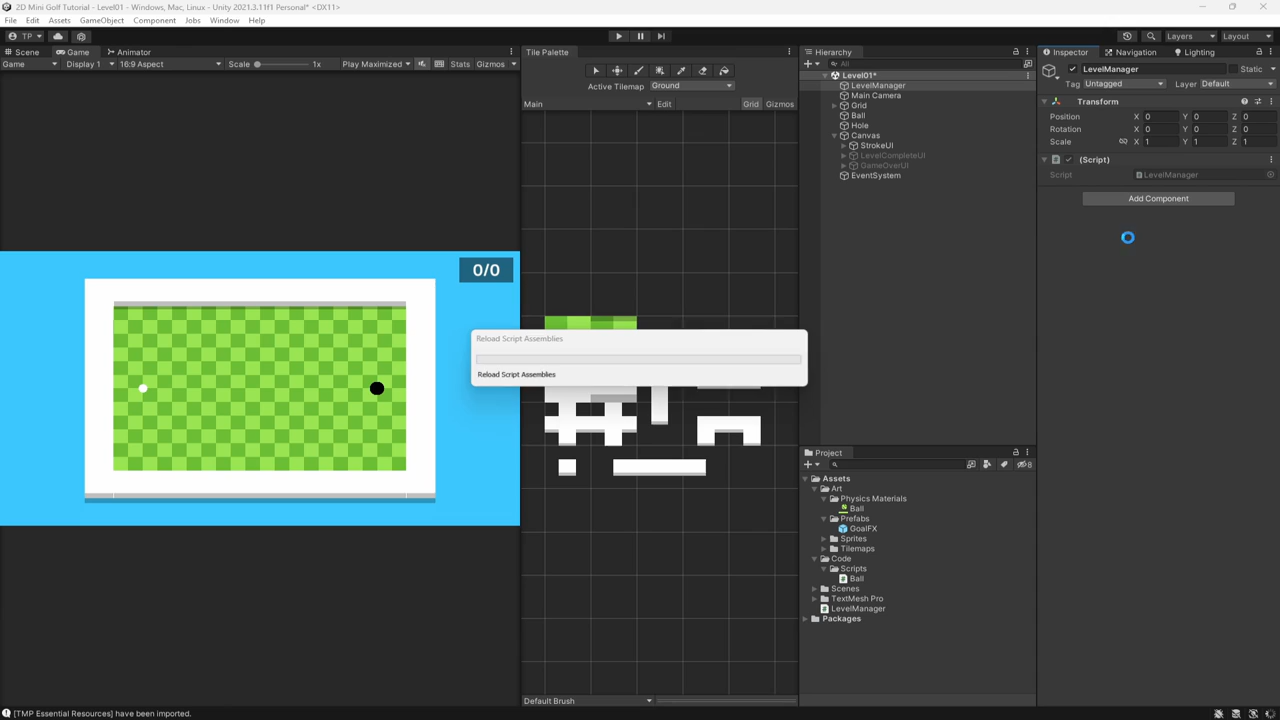 2D Mini Golf Tutorial - Level01 - Windows, Mac, Linux - Unity 2021.3.11f1 Personal* <DX11>
File Edit Assets GameObject Component Jobs Window Help
TP Layers Layout
Scene Game Animator
Game Display 1 16:9 Aspect Scale 1x Play Maximized Stats Gizmos
0/0
Tile Palette
Active Tilemap Ground
Main Edit Grid Gizmos
Default Brush
Reload Script Assemblies
Reload Script Assemblies
Hierarchy
All
Level01*
LevelManager
Main Camera
Grid
Ball
Hole
Canvas
StrokeUI
LevelCompleteUI
GameOverUI
EventSystem
Project
8
Assets
Art
Physics Materials
Ball
Prefabs
GoalFX
Sprites
Tilemaps
Code
Scripts
Ball
Scenes
TextMesh Pro
LevelManager
Packages
Inspector Navigation Lighting
LevelManager Static
Tag Untagged Layer Default
Transform
Position X 0 Y 0 Z 0
Rotation X 0 Y 0 Z 0
Scale X 1 Y 1 Z 1
(Script)
Script LevelManager
Add Component
[TMP Essential Resources] have been imported.